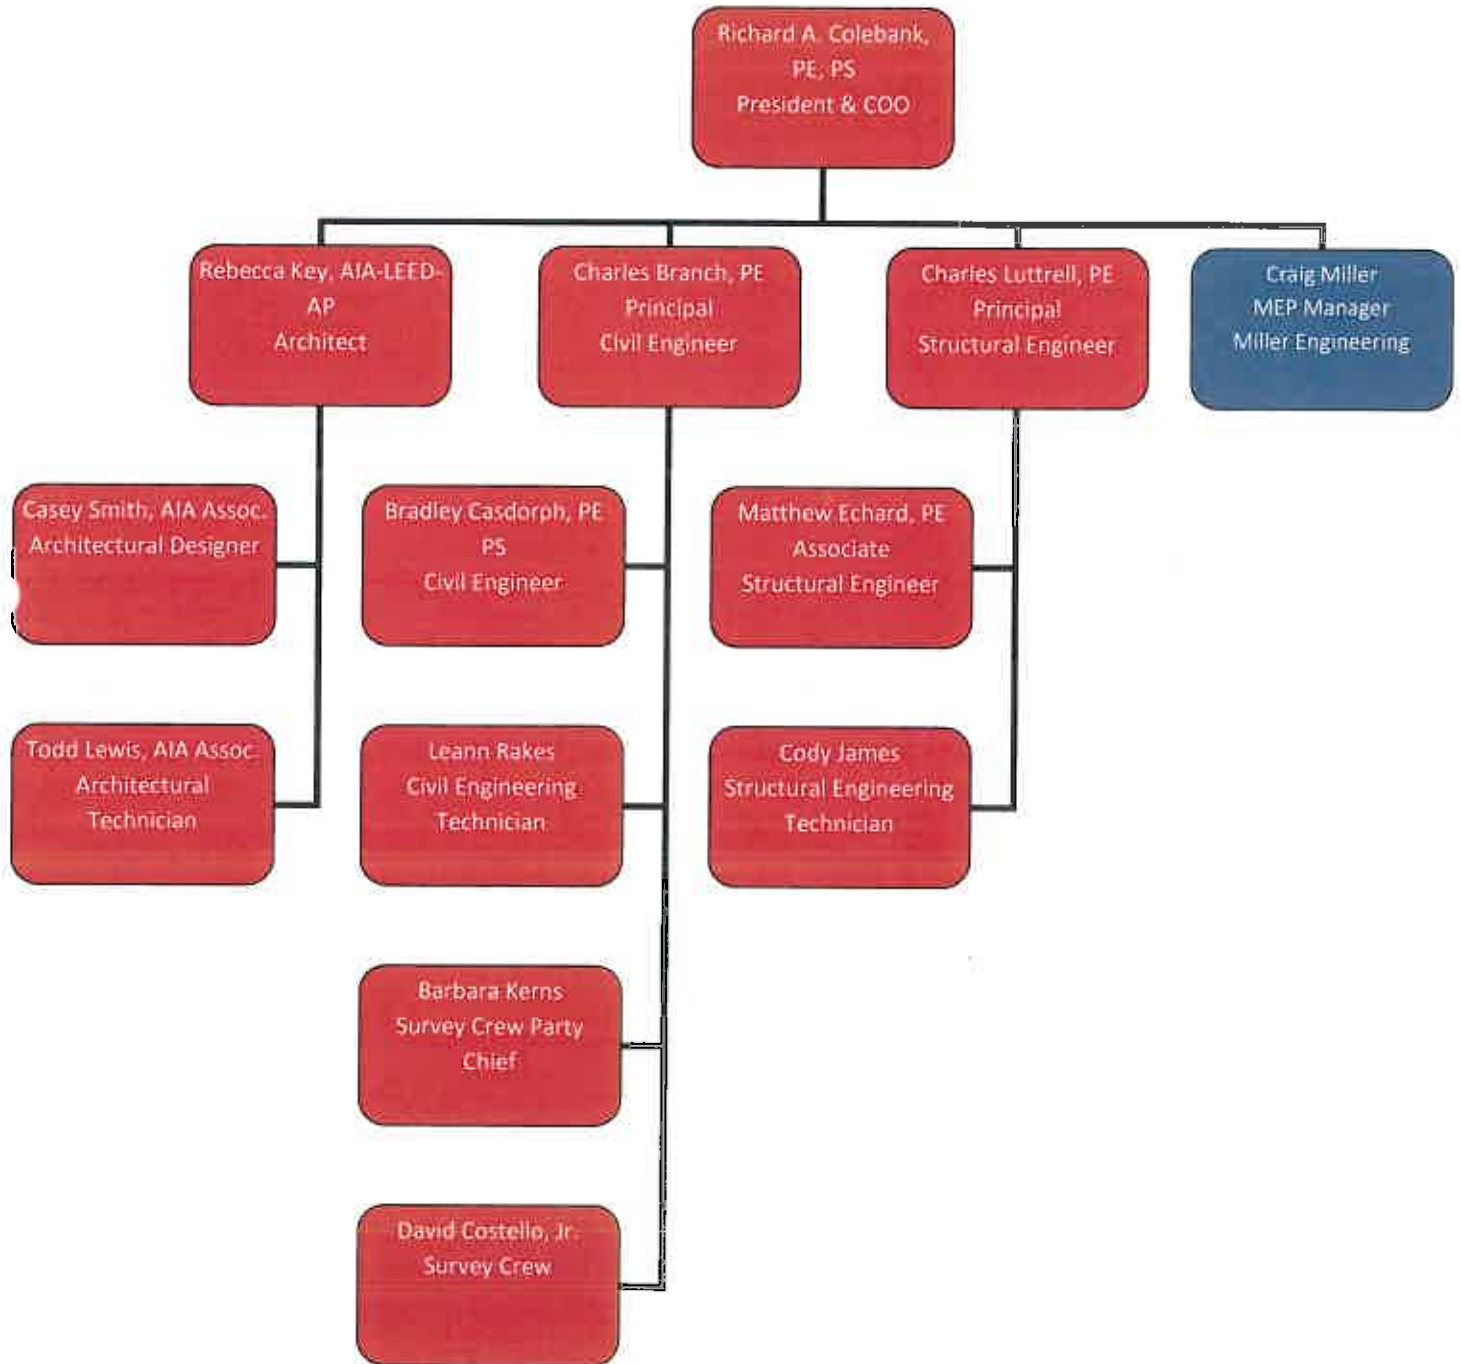 Richard A. Colebank,
PE, PS
President & COO
Rebecca Key, AIA-LEED-
AP
Architect
Charles Branch, PE
Principal
Civil Engineer
Charles Luttrell, PE
Principal
Structural Engineer
Craig Miller
MEP Manager
Miller Engineering
Casey Smith, AIA Assoc.
Architectural Designer
Bradley Casdorph, PE
PS
Civil Engineer
Matthew Echard, PE
Associate
Structural Engineer
Todd Lewis, AIA Assoc
Architectural
Technician
Leann Rakes
Civil Engineering
Technician
Cody James
Structural Engineering
Technician
Barbara Kerns
Survey Crew Party
Chief
David Costello, Jr.
Survey Crew